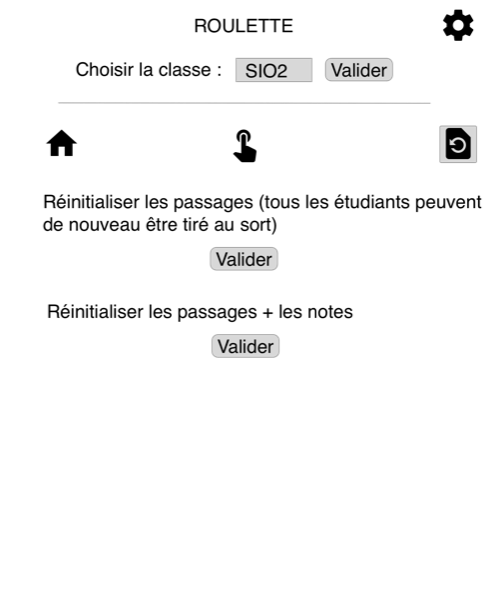 ROULETTE
Choisir la classe : SIO2 Valider
Réinitialiser les passages (tous les étudiants peuvent
de nouveau être tiré au sort)
Valider
Réinitialiser les passages + les notes
Valider